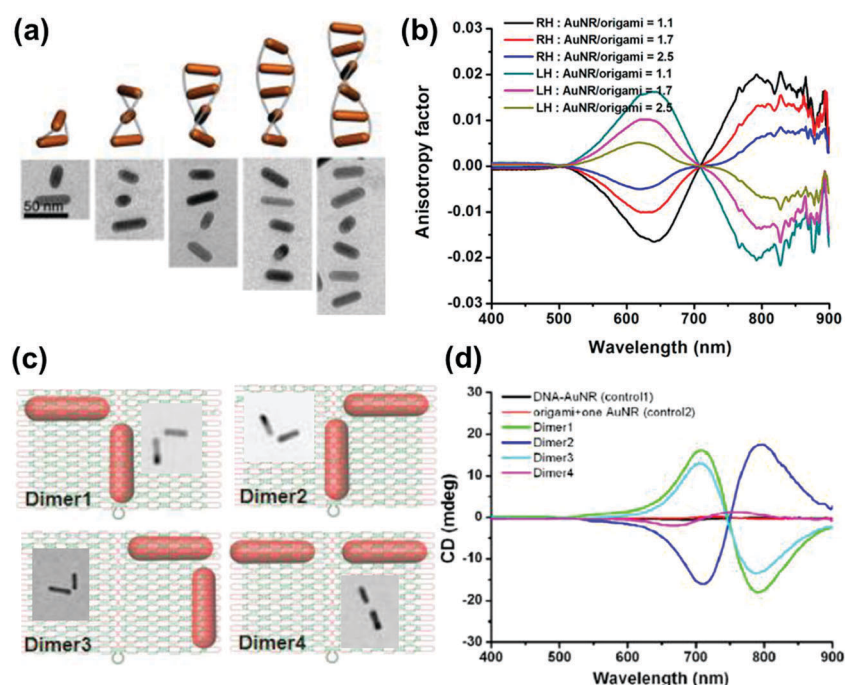 (a)
50 nm
(b)
RH : AuNR/origami = 1.1
RH : AuNR/origami = 1.7
RH : AuNR/origami = 2.5
LH : AuNR/origami = 1.1
LH : AuNR/origami = 1.7
LH : AuNR/origami = 2.5
Anisotropy factor
0.03
0.02
0.01
0.00
-0.01
-0.02
-0.03
400 500 600 700 800 900
Wavelength (nm)
(c)
Dimer1
Dimer2
Dimer3
Dimer4
(d)
DNA-AuNR (control1)
origami+one AuNR (control2)
Dimer1
Dimer2
Dimer3
Dimer4
CD (mdeg)
30
20
10
0
-10
-20
-30
400 500 600 700 800 900
Wavelength (nm)